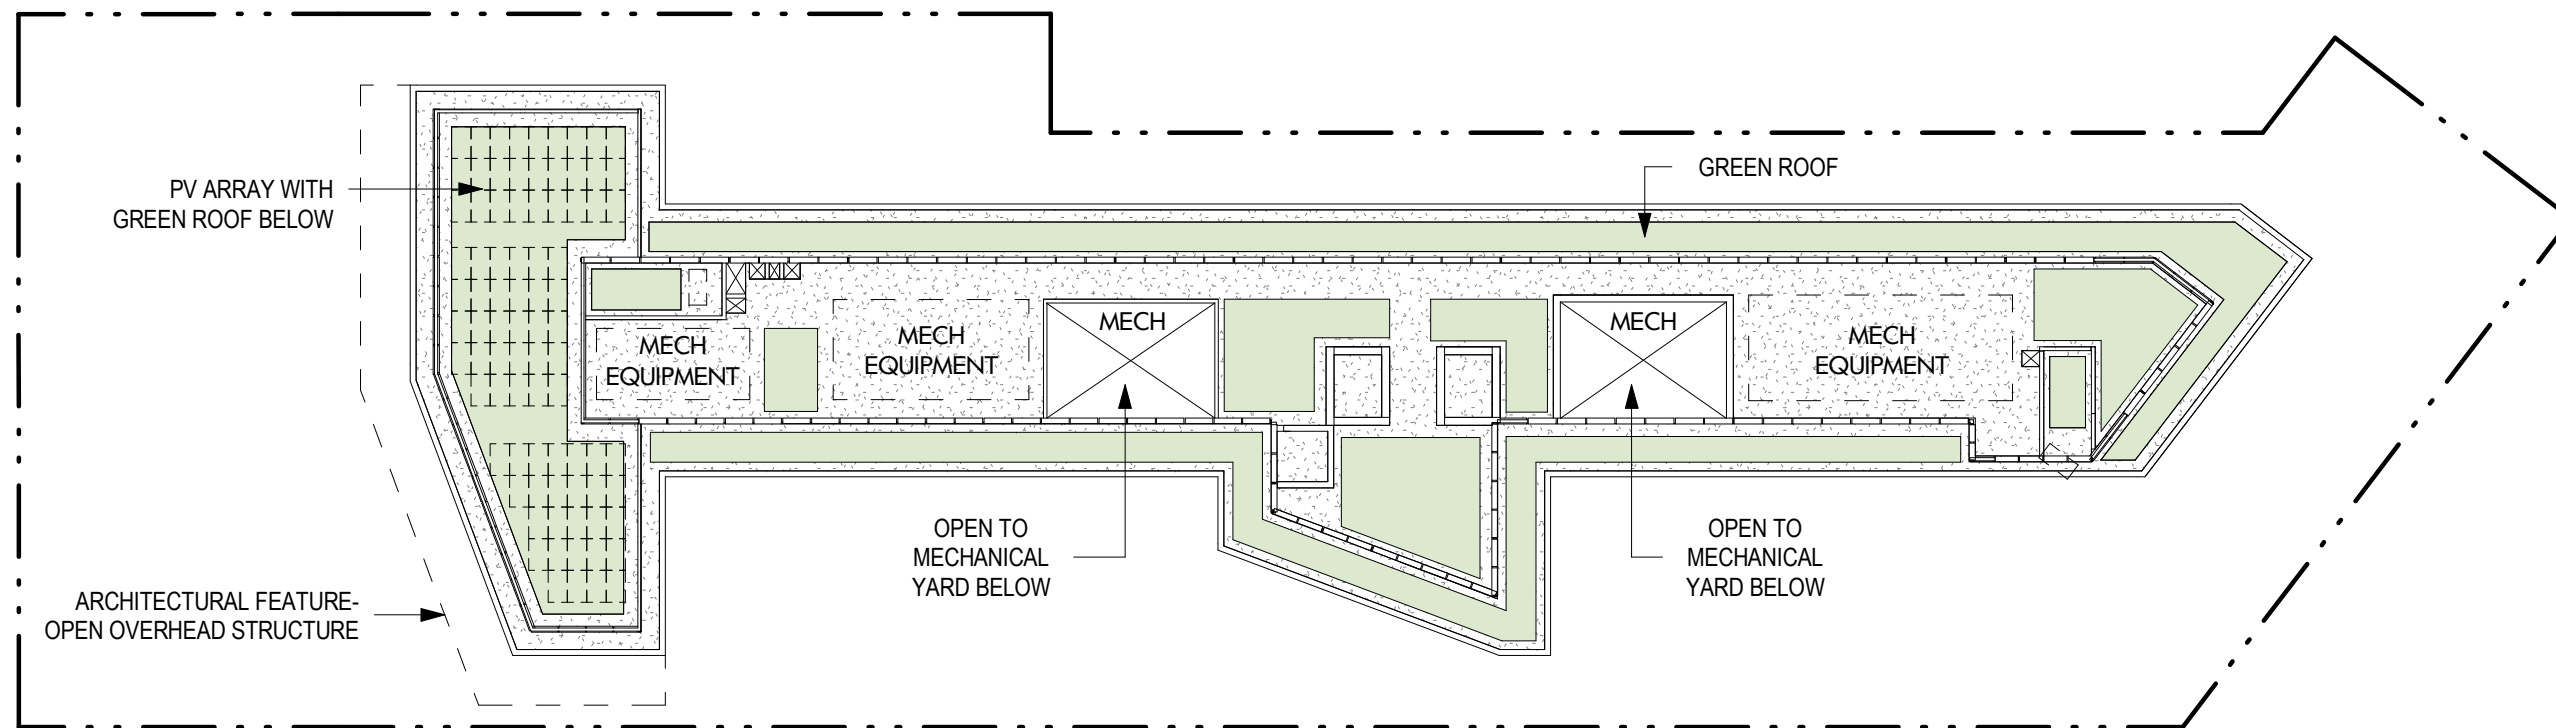 GREEN ROOF
PV ARRAY WITH
GREEN ROOF BELOW
MECH
EQUIPMENT
MECH
EQUIPMENT
MECH
MECH
MECH
EQUIPMENT
OPEN TO
MECHANICAL
YARD BELOW
OPEN TO
MECHANICAL
YARD BELOW
ARCHITECTURAL FEATURE-
OPEN OVERHEAD STRUCTURE